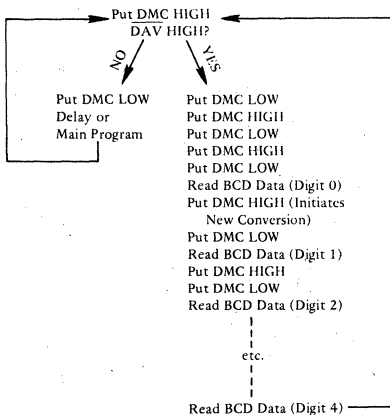 Put DMC HIGH
DAV HIGH?
NO
YES
Put DMC LOW
Delay or
Main Program
Put DMC LOW
Put DMC HIGH
Put DMC LOW
Put DMC HIGH
Put DMC LOW
Read BCD Data (Digit 0)
Put DMC HIGH (Initiates
New Conversion)
Put DMC LOW
Read BCD Data (Digit 1)
Put DMC HIGH
Put DMC LOW
Read BCD Data (Digit 2)
etc.
Read BCD Data (Digit 4)